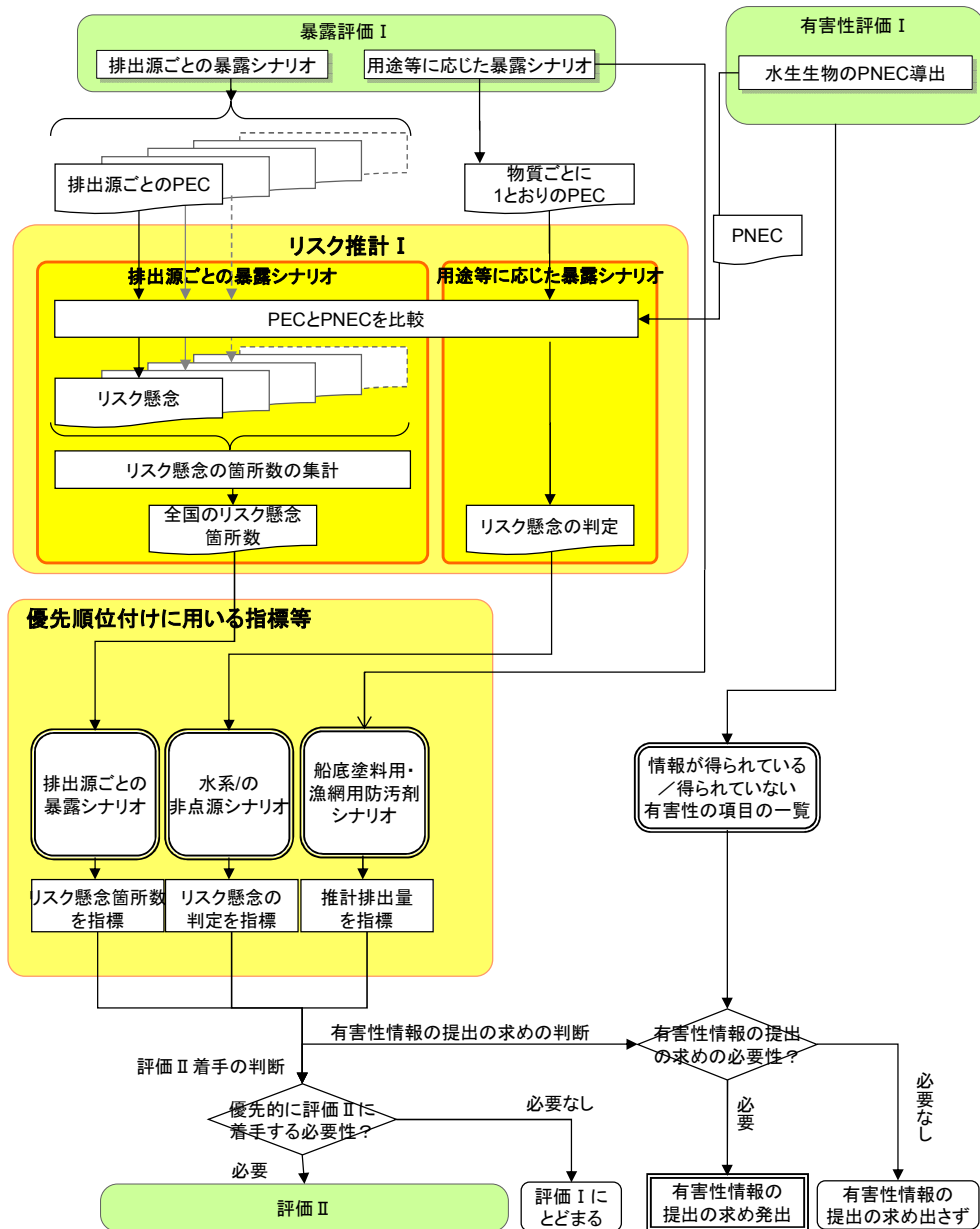 暴露評価Ⅰ
排出源ごとの暴露シナリオ
用途等に応じた暴露シナリオ
有害性評価Ⅰ
水生生物のPNEC導出
排出源ごとのPEC
物質ごとに
1とおりのPEC
PNEC
リスク推計Ⅰ
排出源ごとの暴露シナリオ
用途等に応じた暴露シナリオ
PECとPNECを比較
リスク懸念
リスク懸念の箇所数の集計
全国のリスク懸念
箇所数
リスク懸念の判定
優先順位付けに用いる指標等
排出源ごとの
暴露シナリオ
水系/の
非点源シナリオ
船底塗料用・
漁網用防汚剤
シナリオ
情報が得られている
／得られていない
有害性の項目の一覧
リスク懸念箇所数
を指標
リスク懸念の
判定を指標
推計排出量
を指標
有害性情報の提出の求めの判断
有害性情報の提出
の求めの必要性？
評価Ⅱ着手の判断
優先的に評価Ⅱに
着手する必要性？
必要なし
必要
必要なし
必要
評価Ⅱ
評価Ⅰに
とどまる
有害性情報の
提出の求め発出
有害性情報の
提出の求め出さず